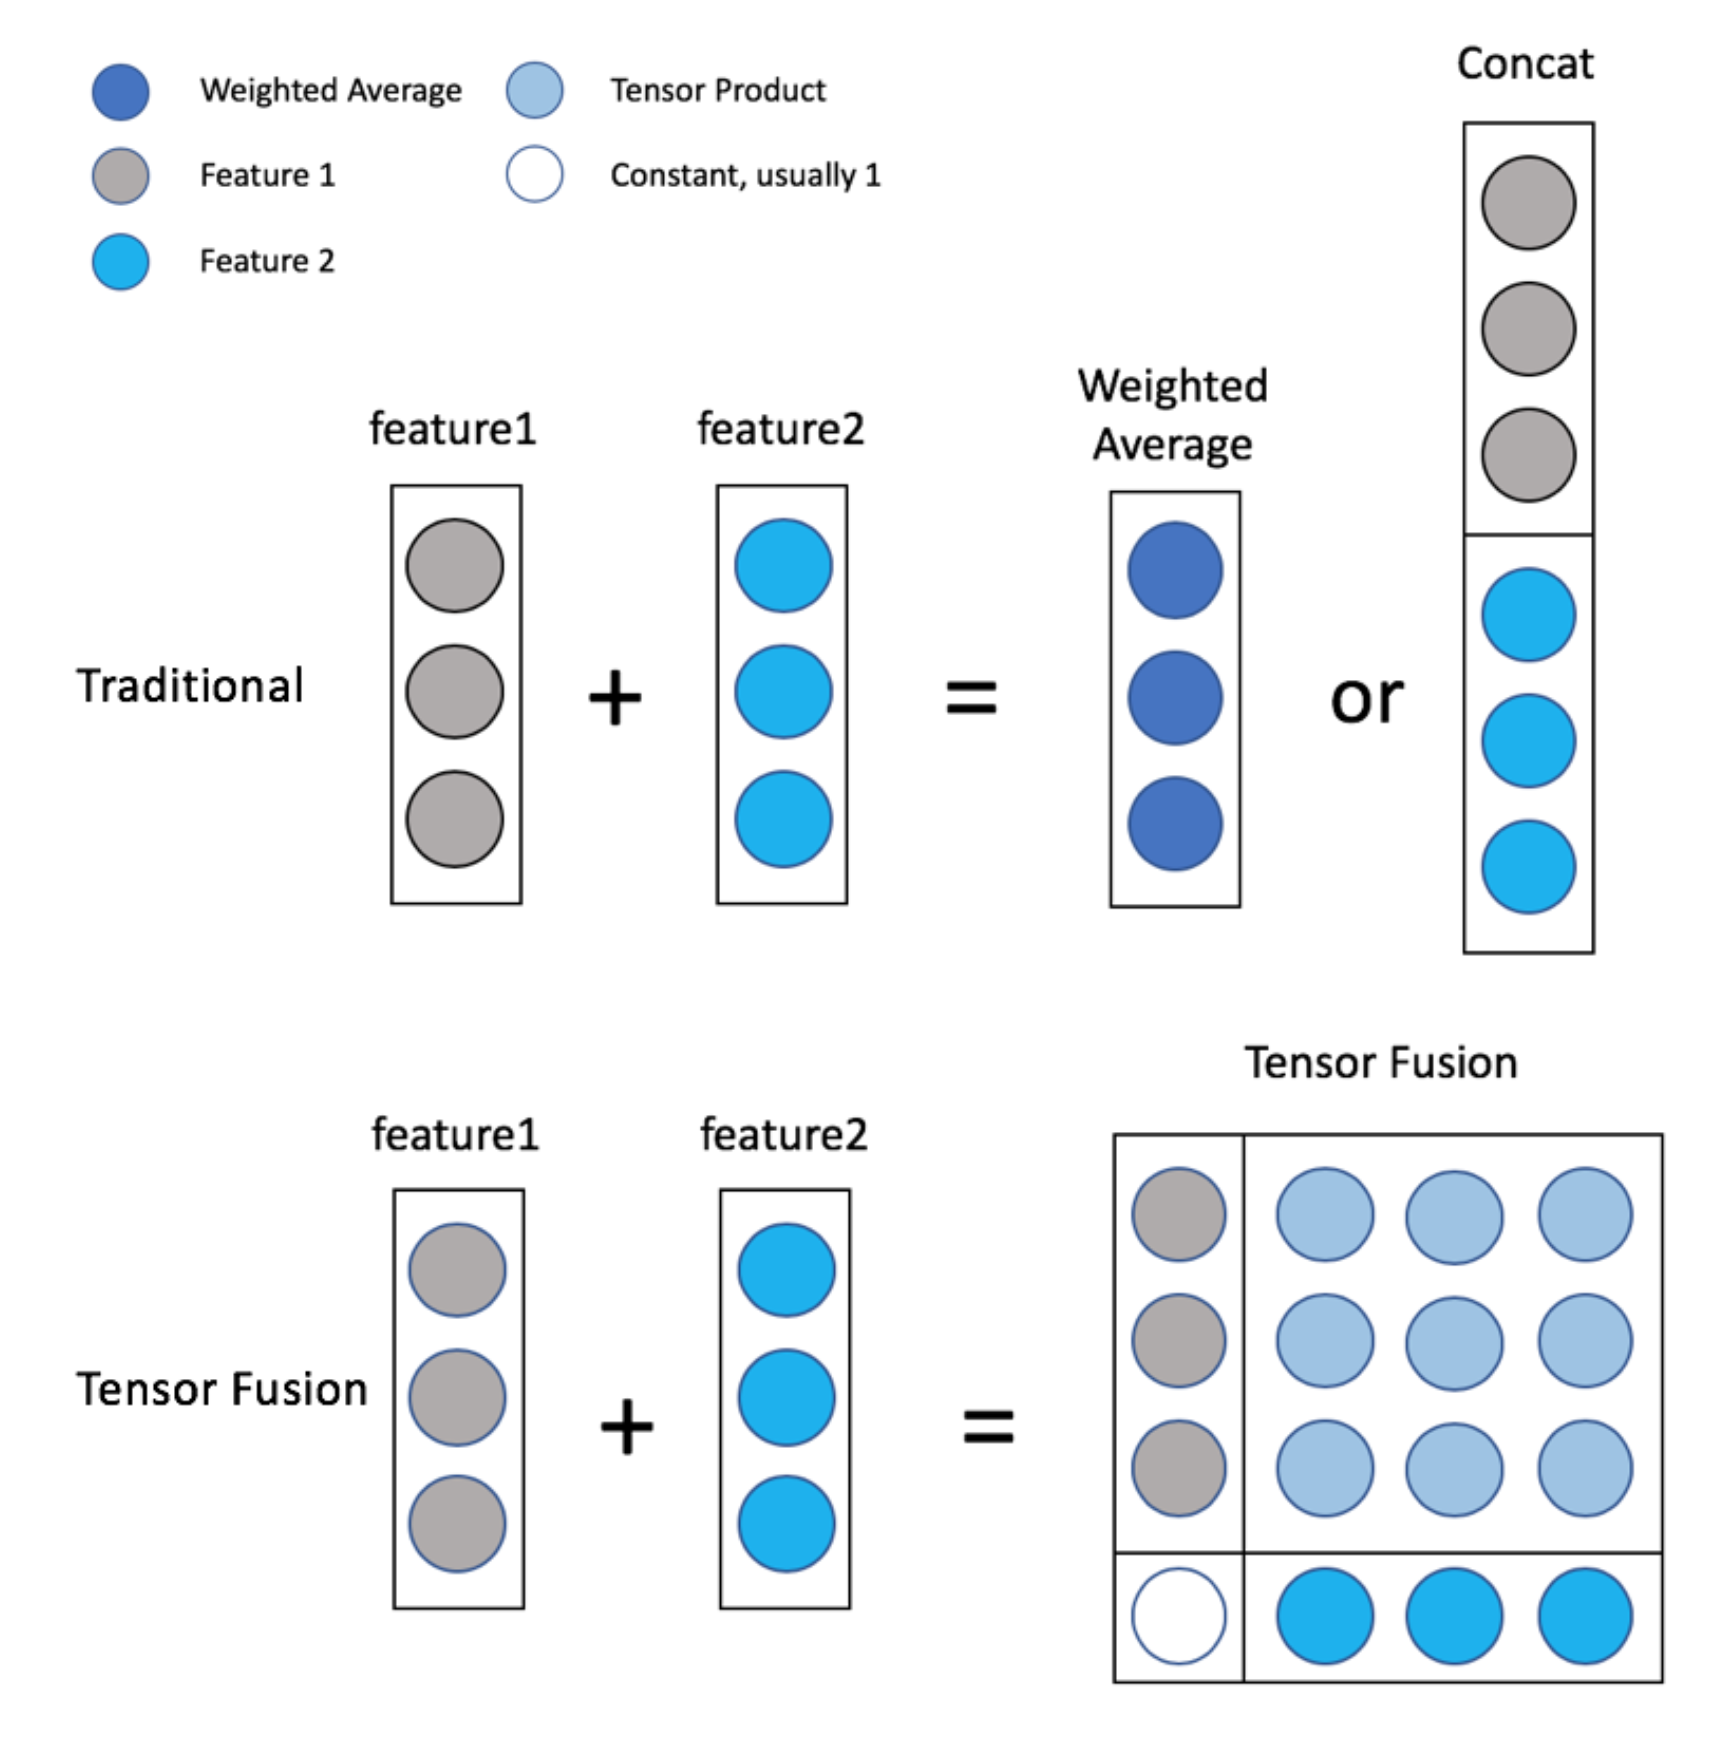 Weighted Average
Tensor Product
Feature 1
Constant, usually 1
Feature 2
Concat
feature1
feature2
Weighted
Average
Traditional
+
=
or
Tensor Fusion
feature1
feature2
Tensor Fusion
+
=